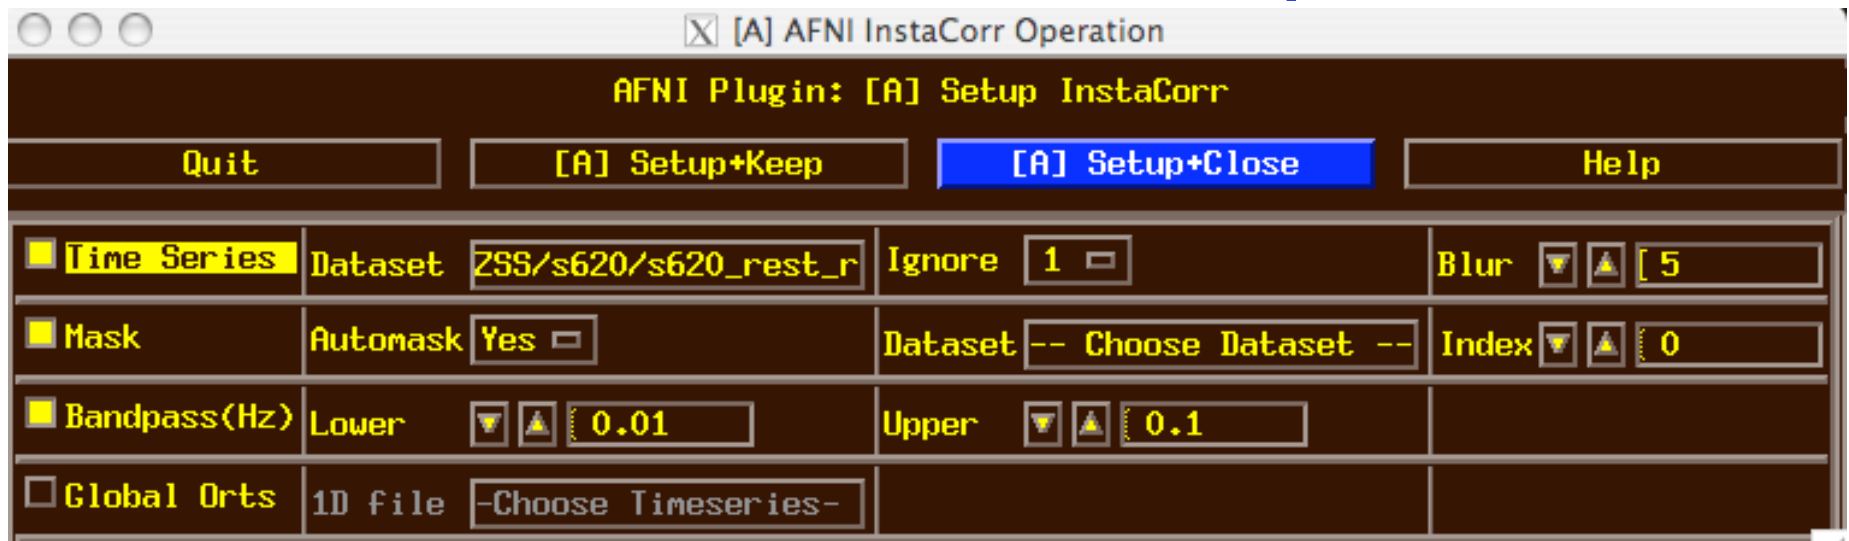 [A] AFNI InstaCorr Operation
AFNI Plugin: [A] Setup InstaCorr
Quit [A] Setup+Keep [A] Setup+Close Help
Time Series Dataset ZSS/s620/s620_rest_r Ignore 1 Blur 5
Mask Automask Yes Dataset -- Choose Dataset -- Index 0
Bandpass(Hz) Lower 0.01 Upper 0.1
Global Orts 1D file -Choose Timeseries-